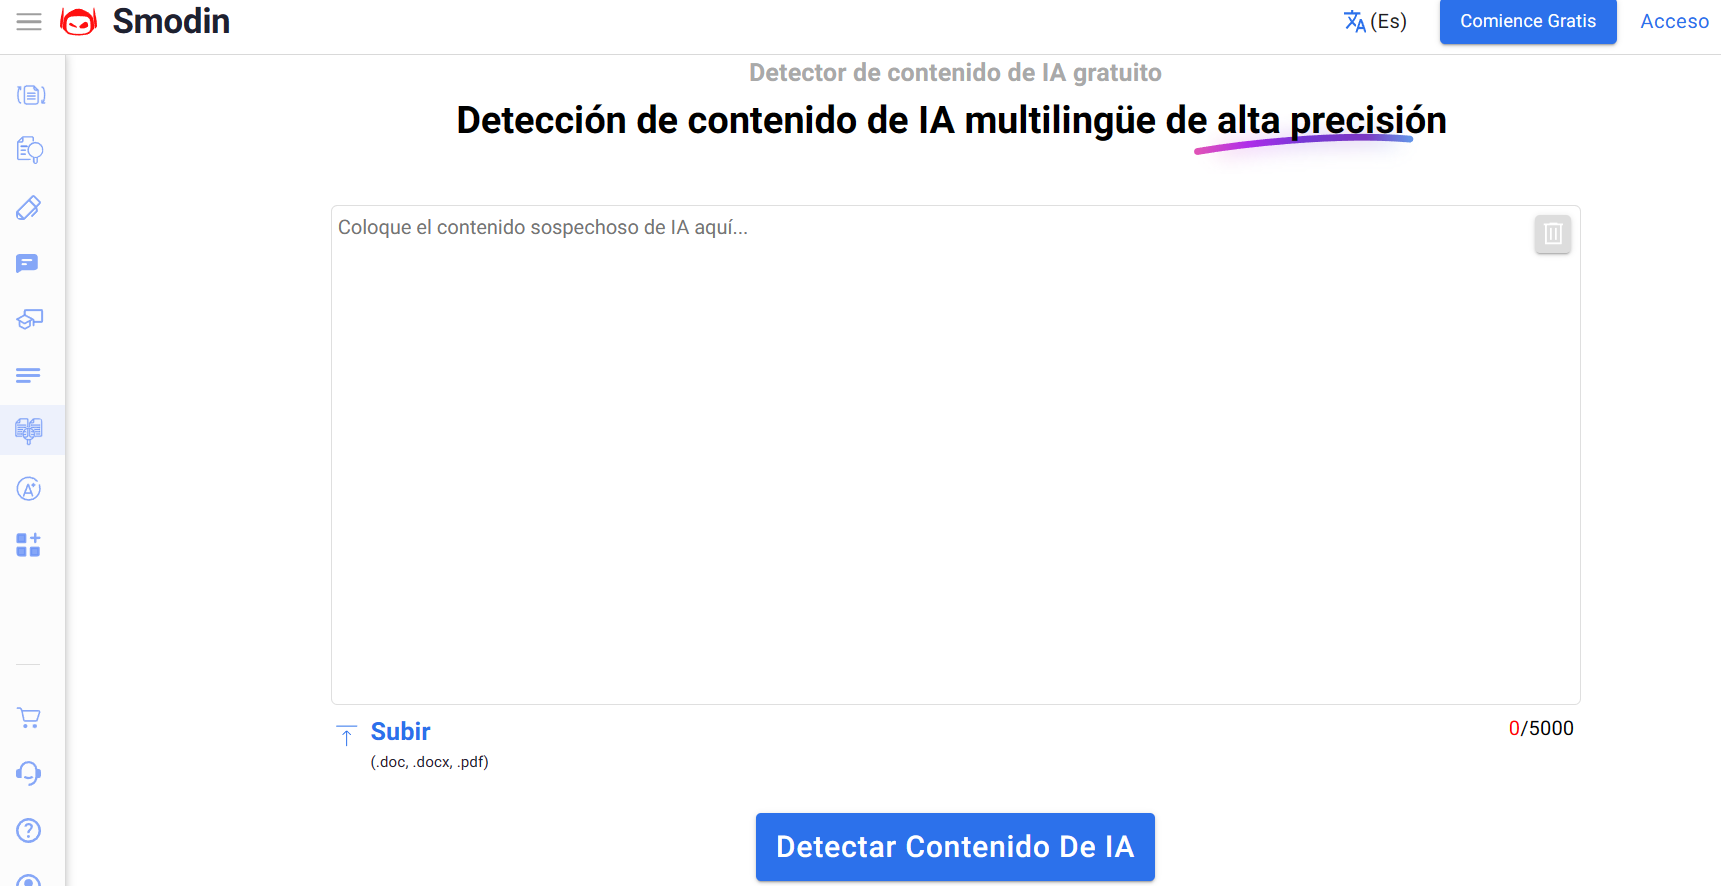 Smodin
(Es)
Comience Gratis
Acceso
Detector de contenido de IA gratuito
Detección de contenido de IA multilingüe de alta precisión
Coloque el contenido sospechoso de IA aquí...
Subir
(.doc, .docx, .pdf)
0/5000
Detectar Contenido De IA